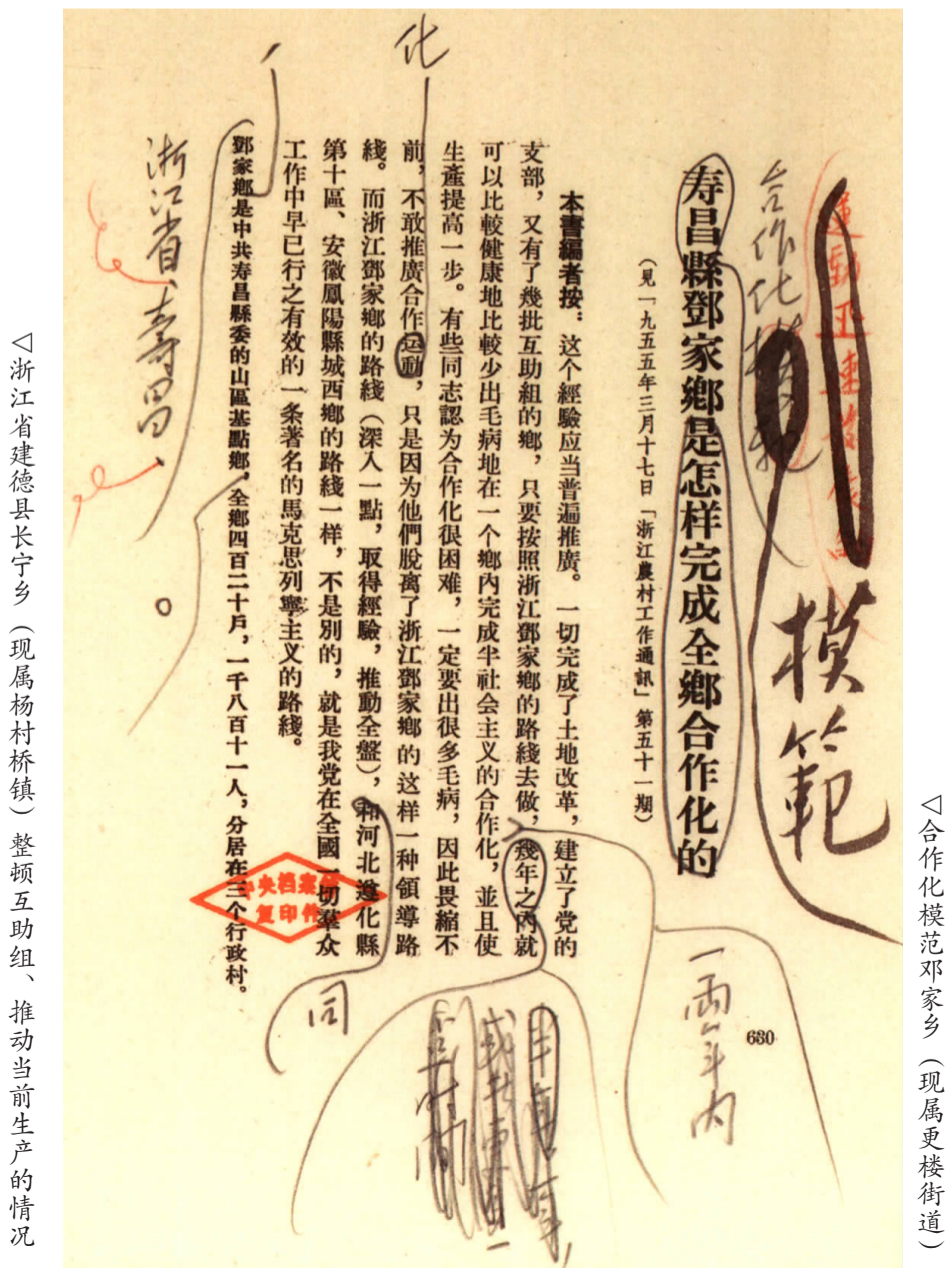 ◁合作化模范邓家乡（现属更楼街道）
模範
合作化模範
寿昌縣鄧家鄉是怎样完成全鄉合作化的
（見一九五五年三月十七日「浙江農村工作通訊」第五十一期）
本書編者按：这个經驗应当普遍推廣。一切完成了土地改革，建立了党的
支部，又有了幾批互助組的鄉，只要按照浙江鄧家鄉的路綫去做，幾年之內就
可以比較健康地比較少出毛病地在一个鄉內完成半社会主义的合作化，並且使
生產提高一步。有些同志認为合作化很困难，一定要出很多毛病，因此畏縮不
前，不敢推廣合作运動，只是因为他們脫離了浙江鄧家鄉的这样一种領導路
綫。而浙江鄧家鄉的路綫（深入一點，取得經驗，推動全盤），和河北遵化縣
第十區、安徽鳳陽縣城西鄉的路綫一样，不是別的，就是我党在全國一切羣众
工作中早已行之有效的一条著名的馬克思列寧主义的路綫。
鄧家鄉是中共寿昌縣委的山區基點鄉，全鄉四百二十戶，一千八百十一人，分居在三个行政村。
化
一兩年內
同
浙江省、壽昌、
。
630
中央档案馆
复印件
◁浙江省建德县长宁乡（现属杨村桥镇）整顿互助组、推动当前生产的情况